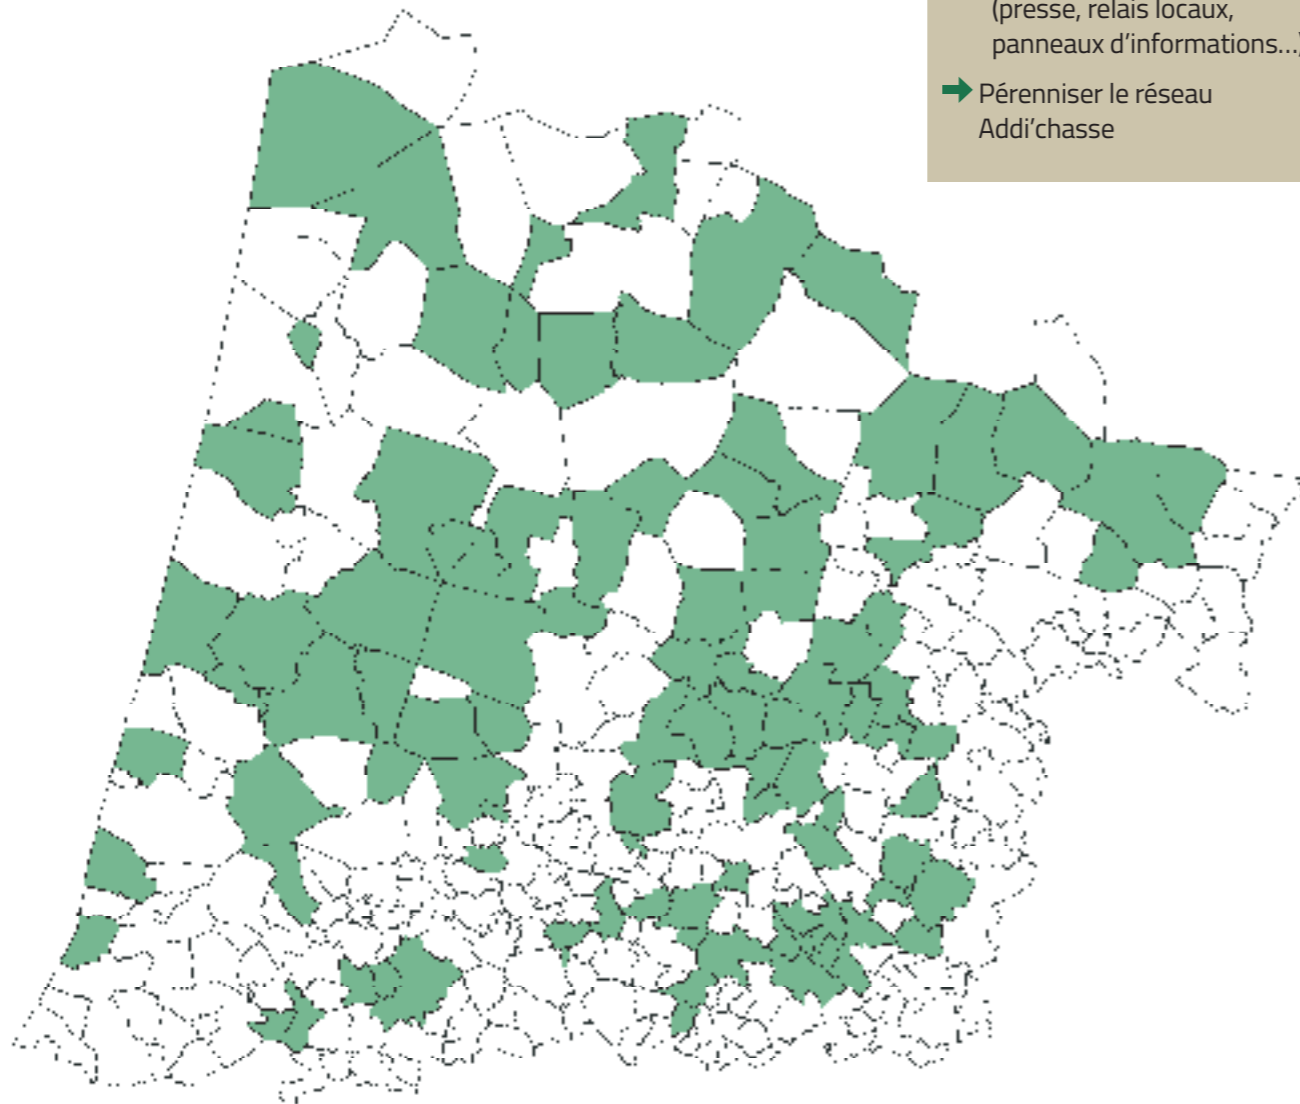 (presse, relais locaux,
panneaux d'informations...)
Pérenniser le réseau
Addi'chasse